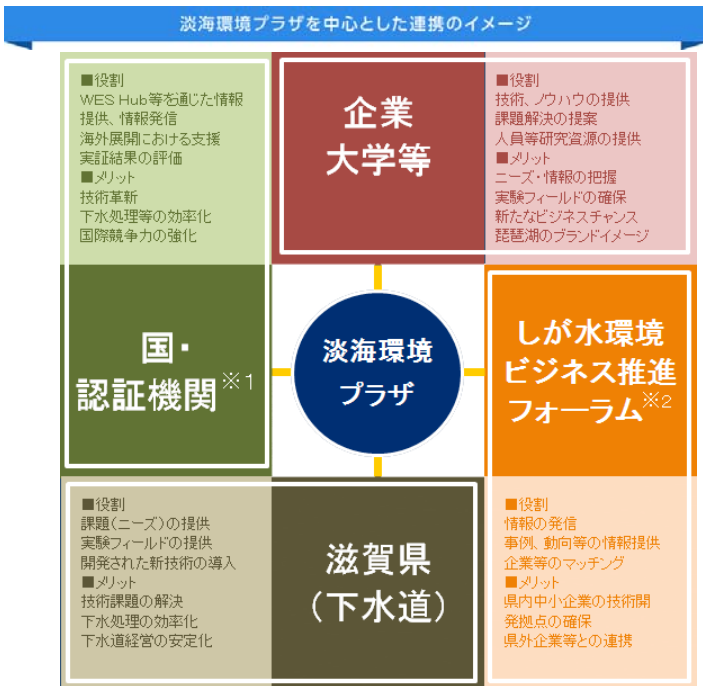 淡海環境プラザを中心とした連携のイメージ
■役割
WES Hub等を通じた情報
提供、情報発信
海外展開における支援
実証結果の評価
■メリット
技術革新
下水処理等の効率化
国際競争力の強化
国・
認証機関※1
企業
大学等
■役割
技術、ノウハウの提供
課題解決の提案
人員等研究資源の提供
■メリット
ニーズ・情報の把握
実験フィールドの確保
新たなビジネスチャンス
琵琶湖のブランドイメージ
淡海環境
プラザ
しが水環境
ビジネス推進
フォーラム※2
■役割
情報の発信
事例、動向等の情報提供
企業等のマッチング
■メリット
県内中小企業の技術開
発拠点の確保
県外企業等との連携
■役割
課題(ニーズ)の提供
実験フィールドの提供
開発された新技術の導入
■メリット
技術課題の解決
下水処理の効率化
下水道経営の安定化
滋賀県
(下水道)